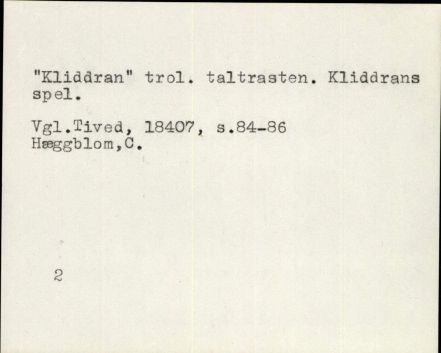 "Kliddran" trol. taltrasten. Kliddrans
spel.
Vgl.Tived, 18407, s.84-86
Hæggblom,C.
2